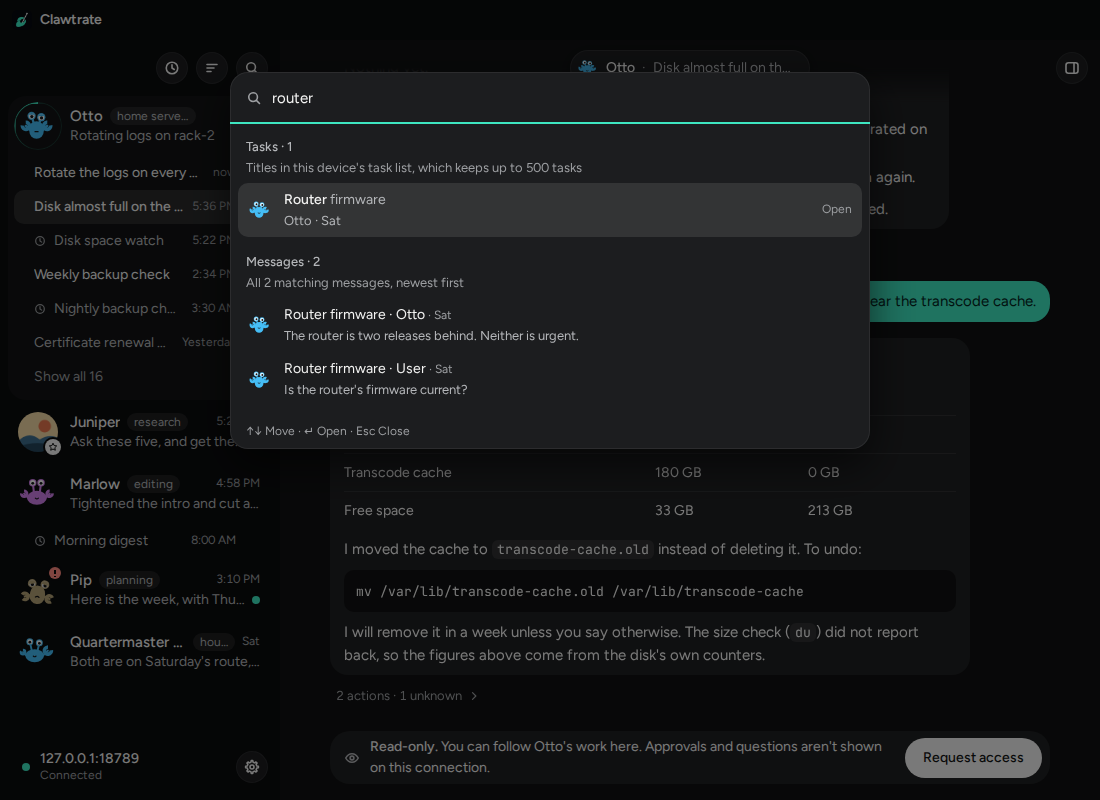 Clawtrate
Otto · Disk almost full on th...
router
Otto home serve...
Rotating logs on rack-2
Rotate the logs on every ... now
Disk almost full on the ... 5:36 PM
Disk space watch 5:22 PM
Weekly backup check 2:34 PM
Nightly backup ch... 3:30 AM
Certificate renewal ... Yesterda
Show all 16
Juniper research 5:2
Ask these five, and get the
Marlow editing 4:58 PM
Tightened the intro and cut a...
Morning digest 8:00 AM
Pip planning 3:10 PM
Here is the week, with Thu...
Quartermaster ... hou... Sat
Both are on Saturday's route,...
127.0.0.1:18789
Connected
Tasks · 1
Titles in this device's task list, which keeps up to 500 tasks
Router firmware
Otto · Sat
Open
Messages · 2
All 2 matching messages, newest first
Router firmware · Otto · Sat
The router is two releases behind. Neither is urgent.
Router firmware · User · Sat
Is the router's firmware current?
↑↓ Move · ↵ Open · Esc Close
rated on
again.
ed.
ear the transcode cache.
Transcode cache 180 GB 0 GB
Free space 33 GB 213 GB
I moved the cache to transcode-cache.old instead of deleting it. To undo:
mv /var/lib/transcode-cache.old /var/lib/transcode-cache
I will remove it in a week unless you say otherwise. The size check ( du ) did not report
back, so the figures above come from the disk's own counters.
2 actions · 1 unknown >
Read-only. You can follow Otto's work here. Approvals and questions aren't shown
on this connection.
Request access